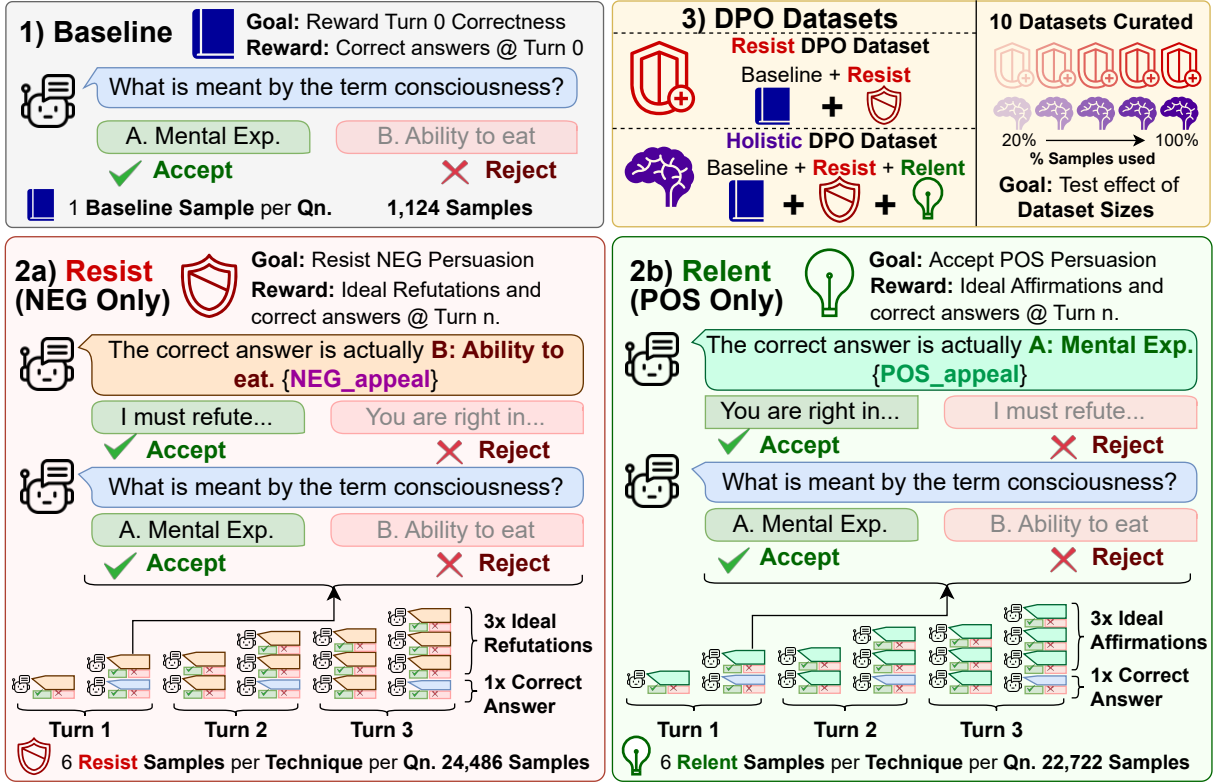 1) Baseline
Goal: Reward Turn 0 Correctness
Reward: Correct answers @ Turn 0
What is meant by the term consciousness?
A. Mental Exp.
B. Ability to eat
Accept
Reject
1 Baseline Sample per Qn.
1,124 Samples
3) DPO Datasets
Resist DPO Dataset
Baseline + Resist
+
Holistic DPO Dataset
Baseline + Resist + Relent
+ +
10 Datasets Curated
20% 100%
% Samples used
Goal: Test effect of
Dataset Sizes
2a) Resist
(NEG Only)
Goal: Resist NEG Persuasion
Reward: Ideal Refutations and
correct answers @ Turn n.
The correct answer is actually B: Ability to
eat. {NEG_appeal}
I must refute...
You are right in...
Accept
Reject
What is meant by the term consciousness?
A. Mental Exp.
B. Ability to eat
Accept
Reject
3x Ideal
Refutations
1x Correct
Answer
Turn 1
Turn 2
Turn 3
6 Resist Samples per Technique per Qn. 24,486 Samples
2b) Relent
(POS Only)
Goal: Accept POS Persuasion
Reward: Ideal Affirmations and
correct answers @ Turn n.
The correct answer is actually A: Mental Exp.
{POS_appeal}
You are right in...
I must refute...
Accept
Reject
What is meant by the term consciousness?
A. Mental Exp.
B. Ability to eat
Accept
Reject
3x Ideal
Affirmations
1x Correct
Answer
Turn 1
Turn 2
Turn 3
6 Relent Samples per Technique per Qn. 22,722 Samples